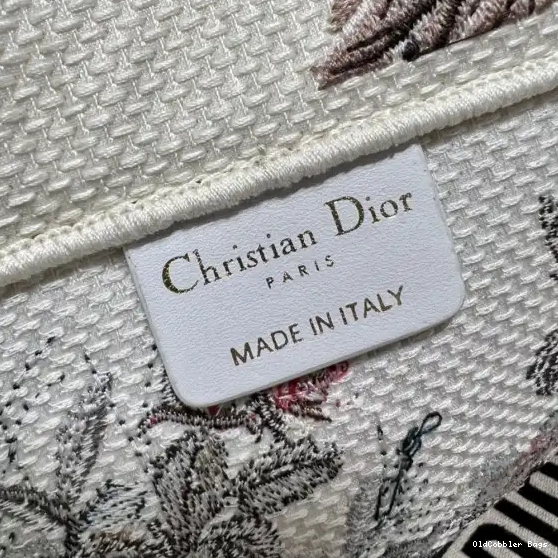 Christian Dior
PARIS
MADE IN ITALY
OldCobbler Bags